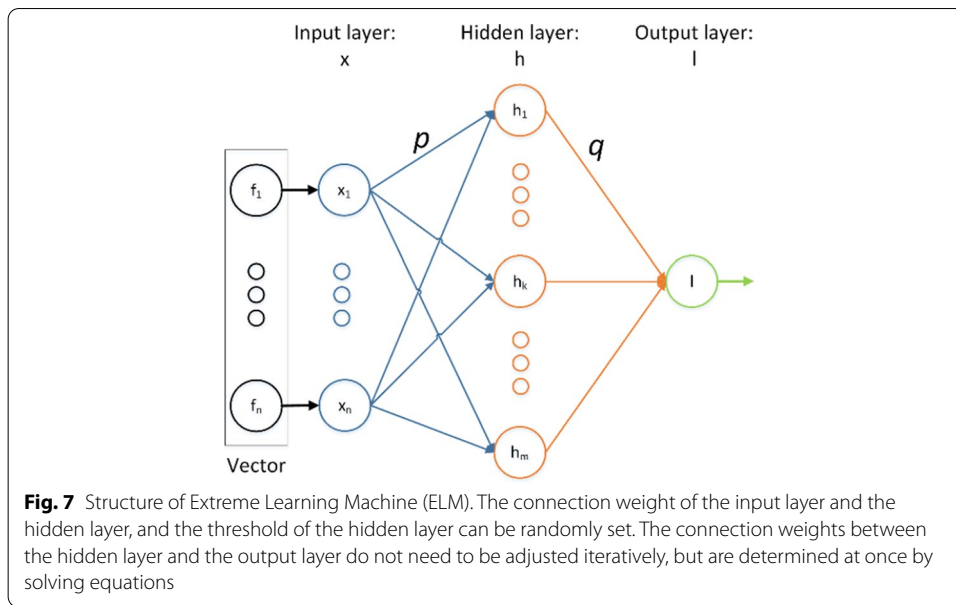 Input layer: Hidden layer: Output layer:
x h l
h₁
p q
f₁ x₁
hₖ l
fₙ xₙ
hₘ
Vector
Fig. 7 Structure of Extreme Learning Machine (ELM). The connection weight of the input layer and the
hidden layer, and the threshold of the hidden layer can be randomly set. The connection weights between
the hidden layer and the output layer do not need to be adjusted iteratively, but are determined at once by
solving equations